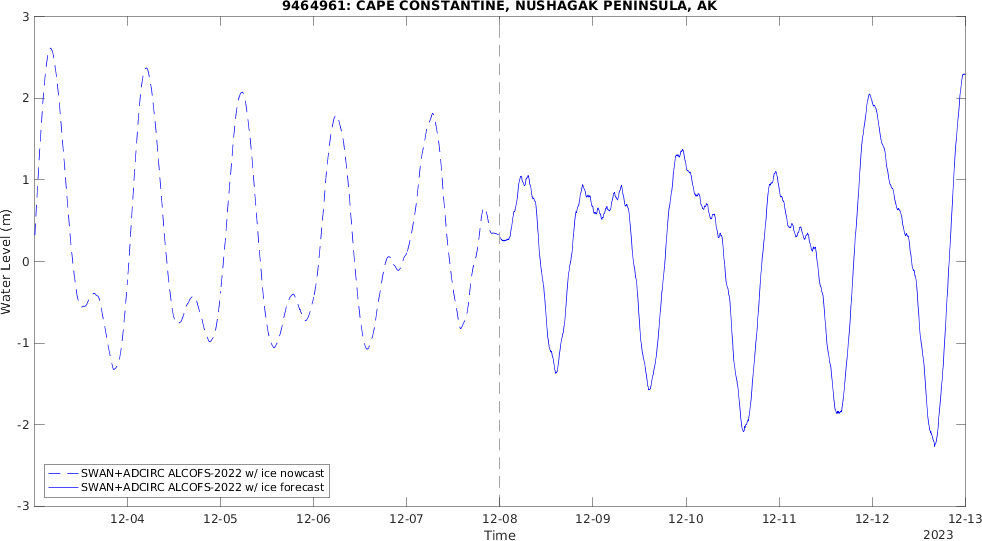 9464961: CAPE CONSTANTINE, NUSHAGAK PENINSULA, AK
3
2
1
0
-1
-2
-3
Water Level (m)
SWAN+ADCIRC ALCOFS-2022 w/ ice nowcast
SWAN+ADCIRC ALCOFS-2022 w/ ice forecast
12-04 12-05 12-06 12-07 12-08 12-09 12-10 12-11 12-12 12-13
Time
2023